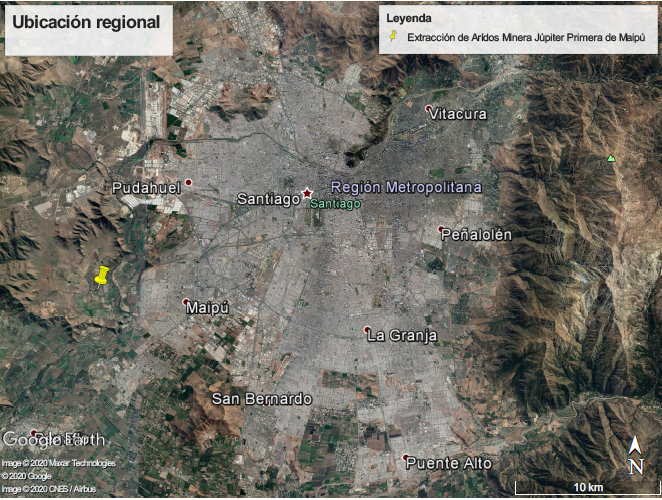 Ubicación regional
Leyenda
Extracción de Aridos Minera Júpiter Primera de Maipú
Vitacura
Pudahuel
Santiago
Región Metropolitana
Santiago
Peñalolén
Maipú
La Granja
San Bernardo
Google Earth
Puente Alto
Image © 2020 Maxar Technologies
© 2020 Google
Image © 2020 CNES / Airbus
N
10 km